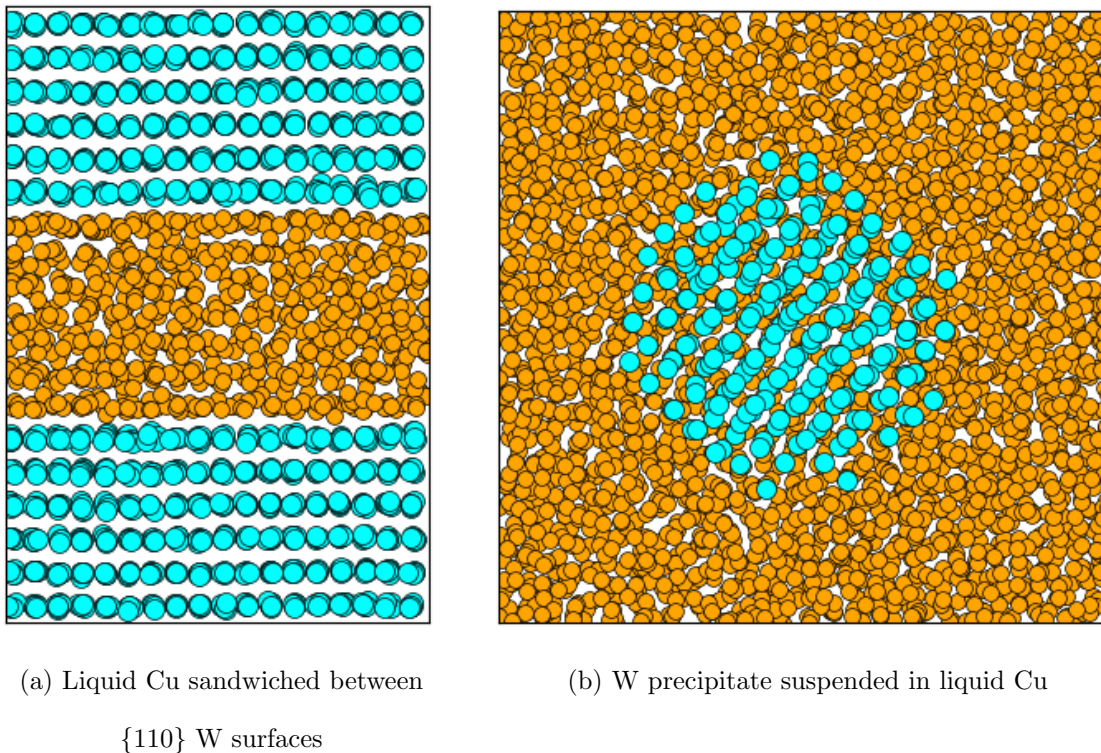 (a) Liquid Cu sandwiched between
{110} W surfaces
(b) W precipitate suspended in liquid Cu